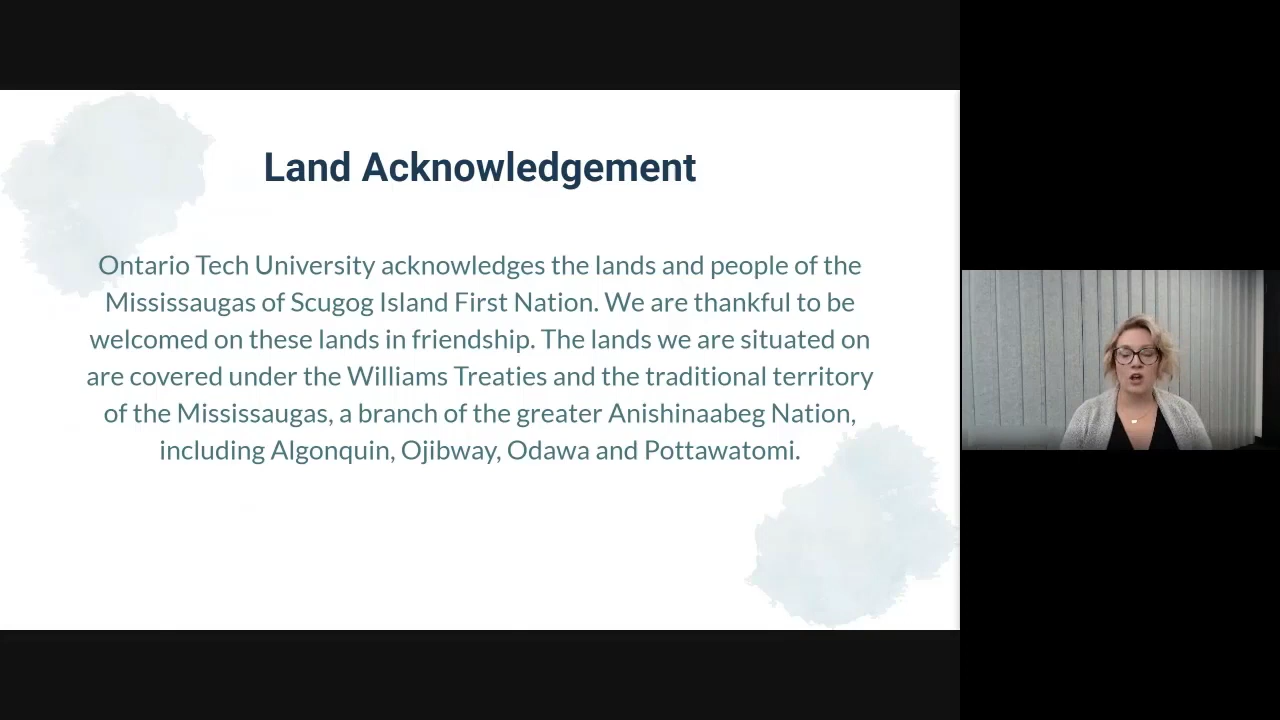 Land Acknowledgement
Ontario Tech University acknowledges the lands and people of the
Mississaugas of Scugog Island First Nation. We are thankful to be
welcomed on these lands in friendship. The lands we are situated on
are covered under the Williams Treaties and the traditional territory
of the Mississaugas, a branch of the greater Anishinaabeg Nation,
including Algonquin, Ojibway, Odawa and Pottawatomi.